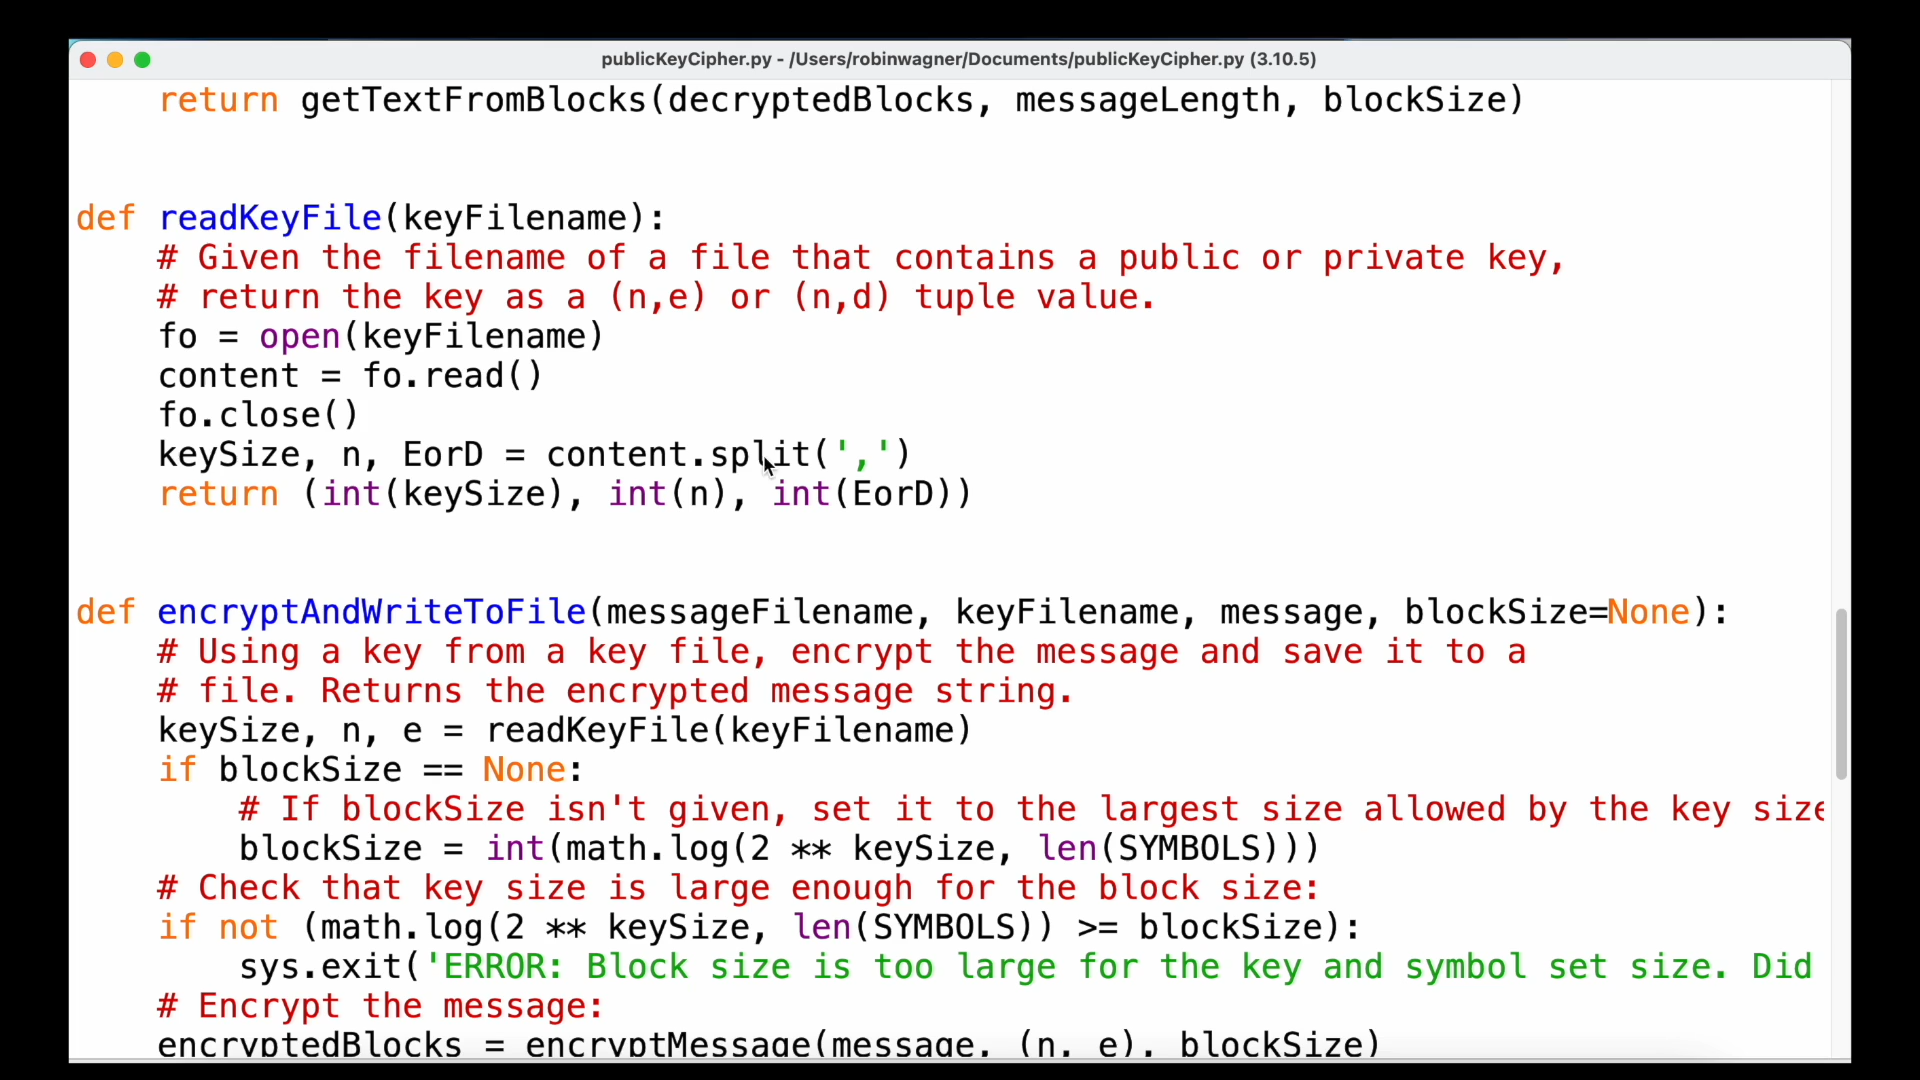 publicKeyCipher.py - /Users/robinwagner/Documents/publicKeyCipher.py (3.10.5)
    return getTextFromBlocks(decryptedBlocks, messageLength, blockSize)
def readKeyFile(keyFilename):
    # Given the filename of a file that contains a public or private key,
    # return the key as a (n,e) or (n,d) tuple value.
    fo = open(keyFilename)
    content = fo.read()
    fo.close()
    keySize, n, EorD = content.split(',')
    return (int(keySize), int(n), int(EorD))
def encryptAndWriteToFile(messageFilename, keyFilename, message, blockSize=None):
    # Using a key from a key file, encrypt the message and save it to a
    # file. Returns the encrypted message string.
    keySize, n, e = readKeyFile(keyFilename)
    if blockSize == None:
        # If blockSize isn't given, set it to the largest size allowed by the key size
        blockSize = int(math.log(2 ** keySize, len(SYMBOLS)))
    # Check that key size is large enough for the block size:
    if not (math.log(2 ** keySize, len(SYMBOLS)) >= blockSize):
        sys.exit('ERROR: Block size is too large for the key and symbol set size. Did
    # Encrypt the message:
    encryptedBlocks = encryptMessage(message, (n, e), blockSize)